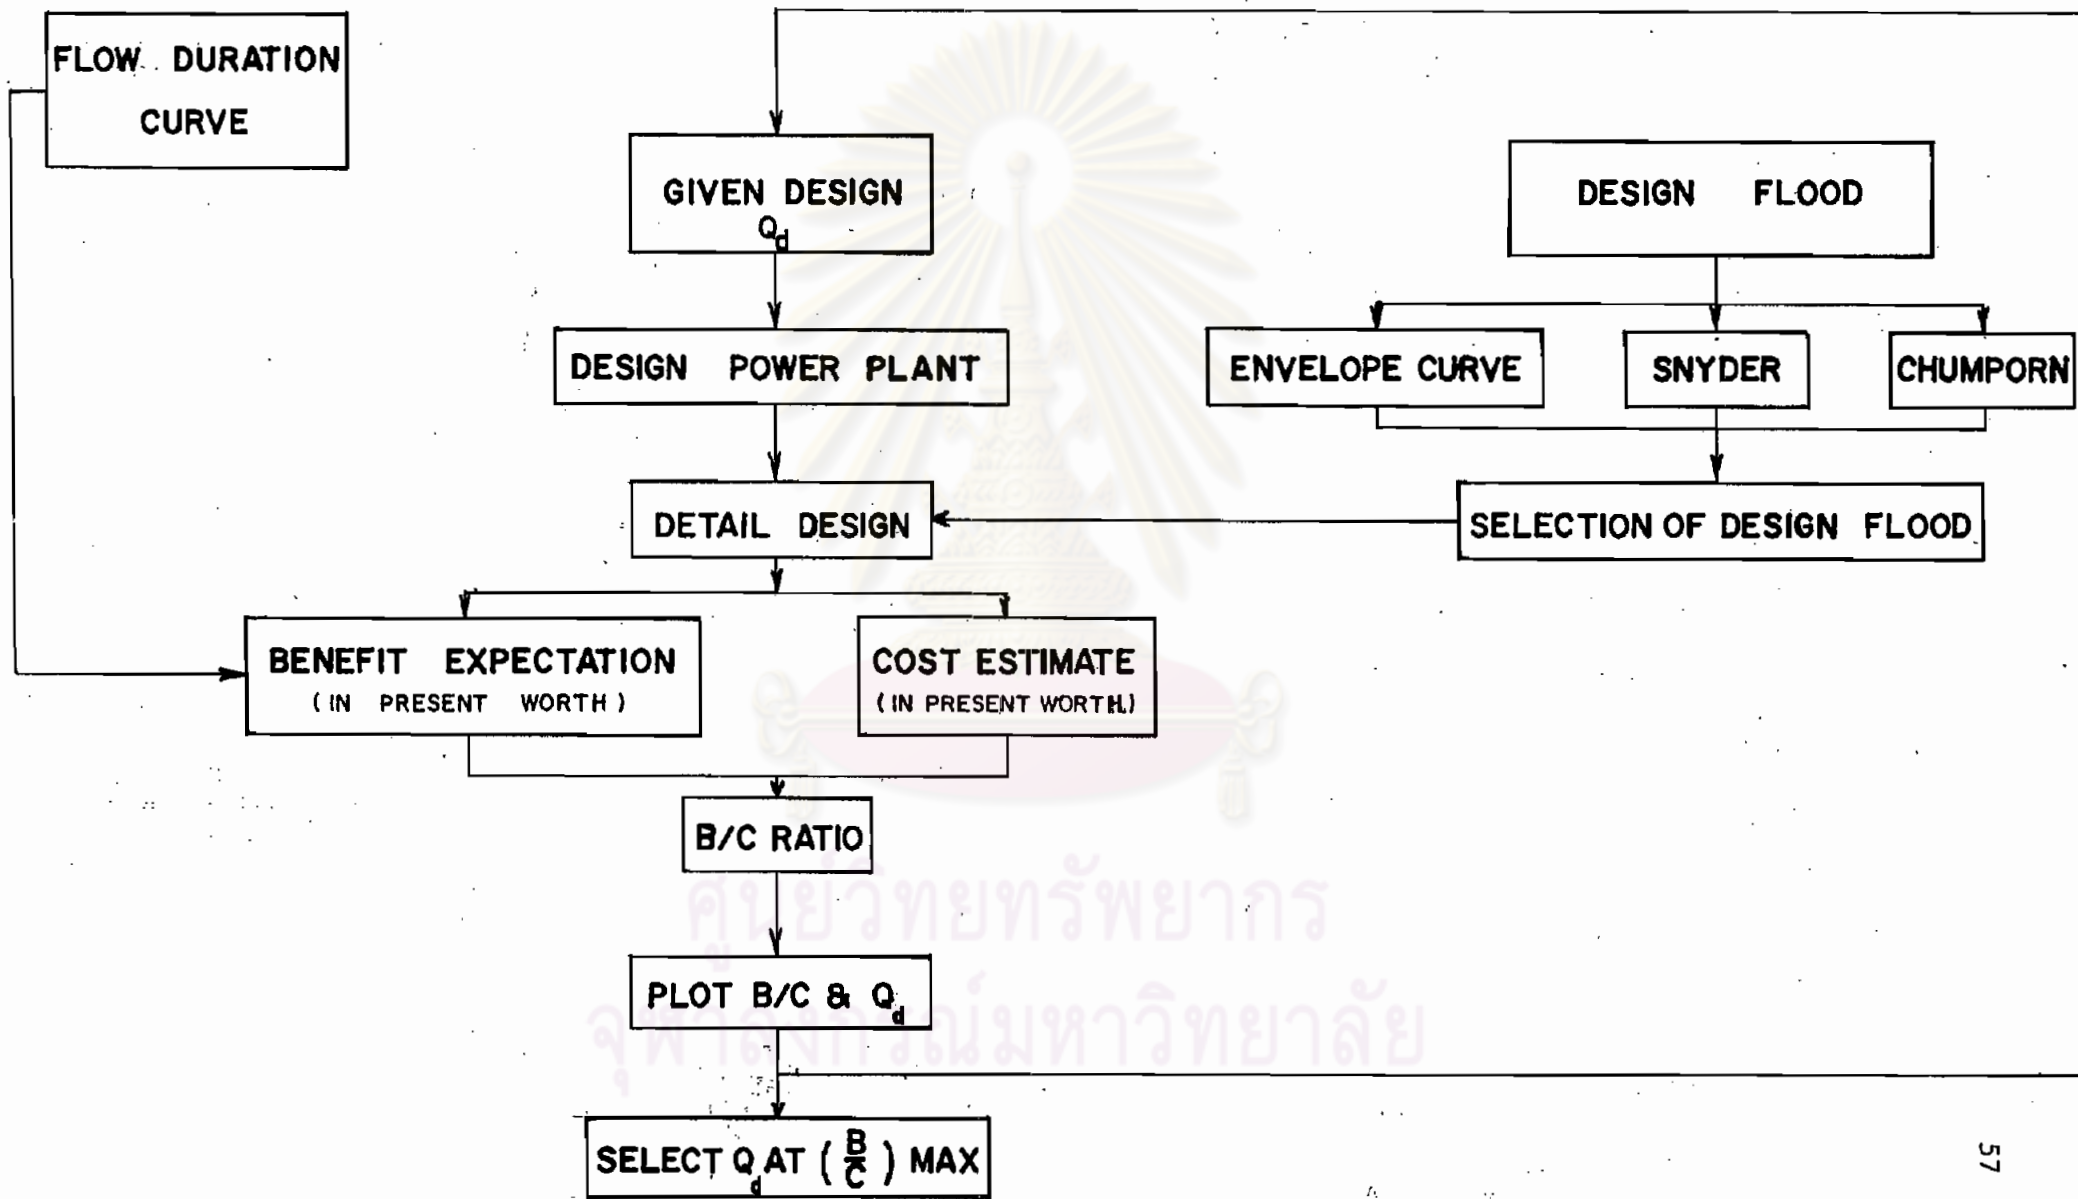 FLOW DURATION
CURVE
GIVEN DESIGN
Qd
DESIGN FLOOD
DESIGN POWER PLANT
ENVELOPE CURVE
SNYDER
CHUMPORN
DETAIL DESIGN
SELECTION OF DESIGN FLOOD
BENEFIT EXPECTATION
(IN PRESENT WORTH)
COST ESTIMATE
(IN PRESENT WORTH)
B/C RATIO
ศูนย์วิทยทรัพยากร
PLOT B/C & Qd
จุฬาลงกรณ์มหาวิทยาลัย
SELECT Qd AT (B/C) MAX
57